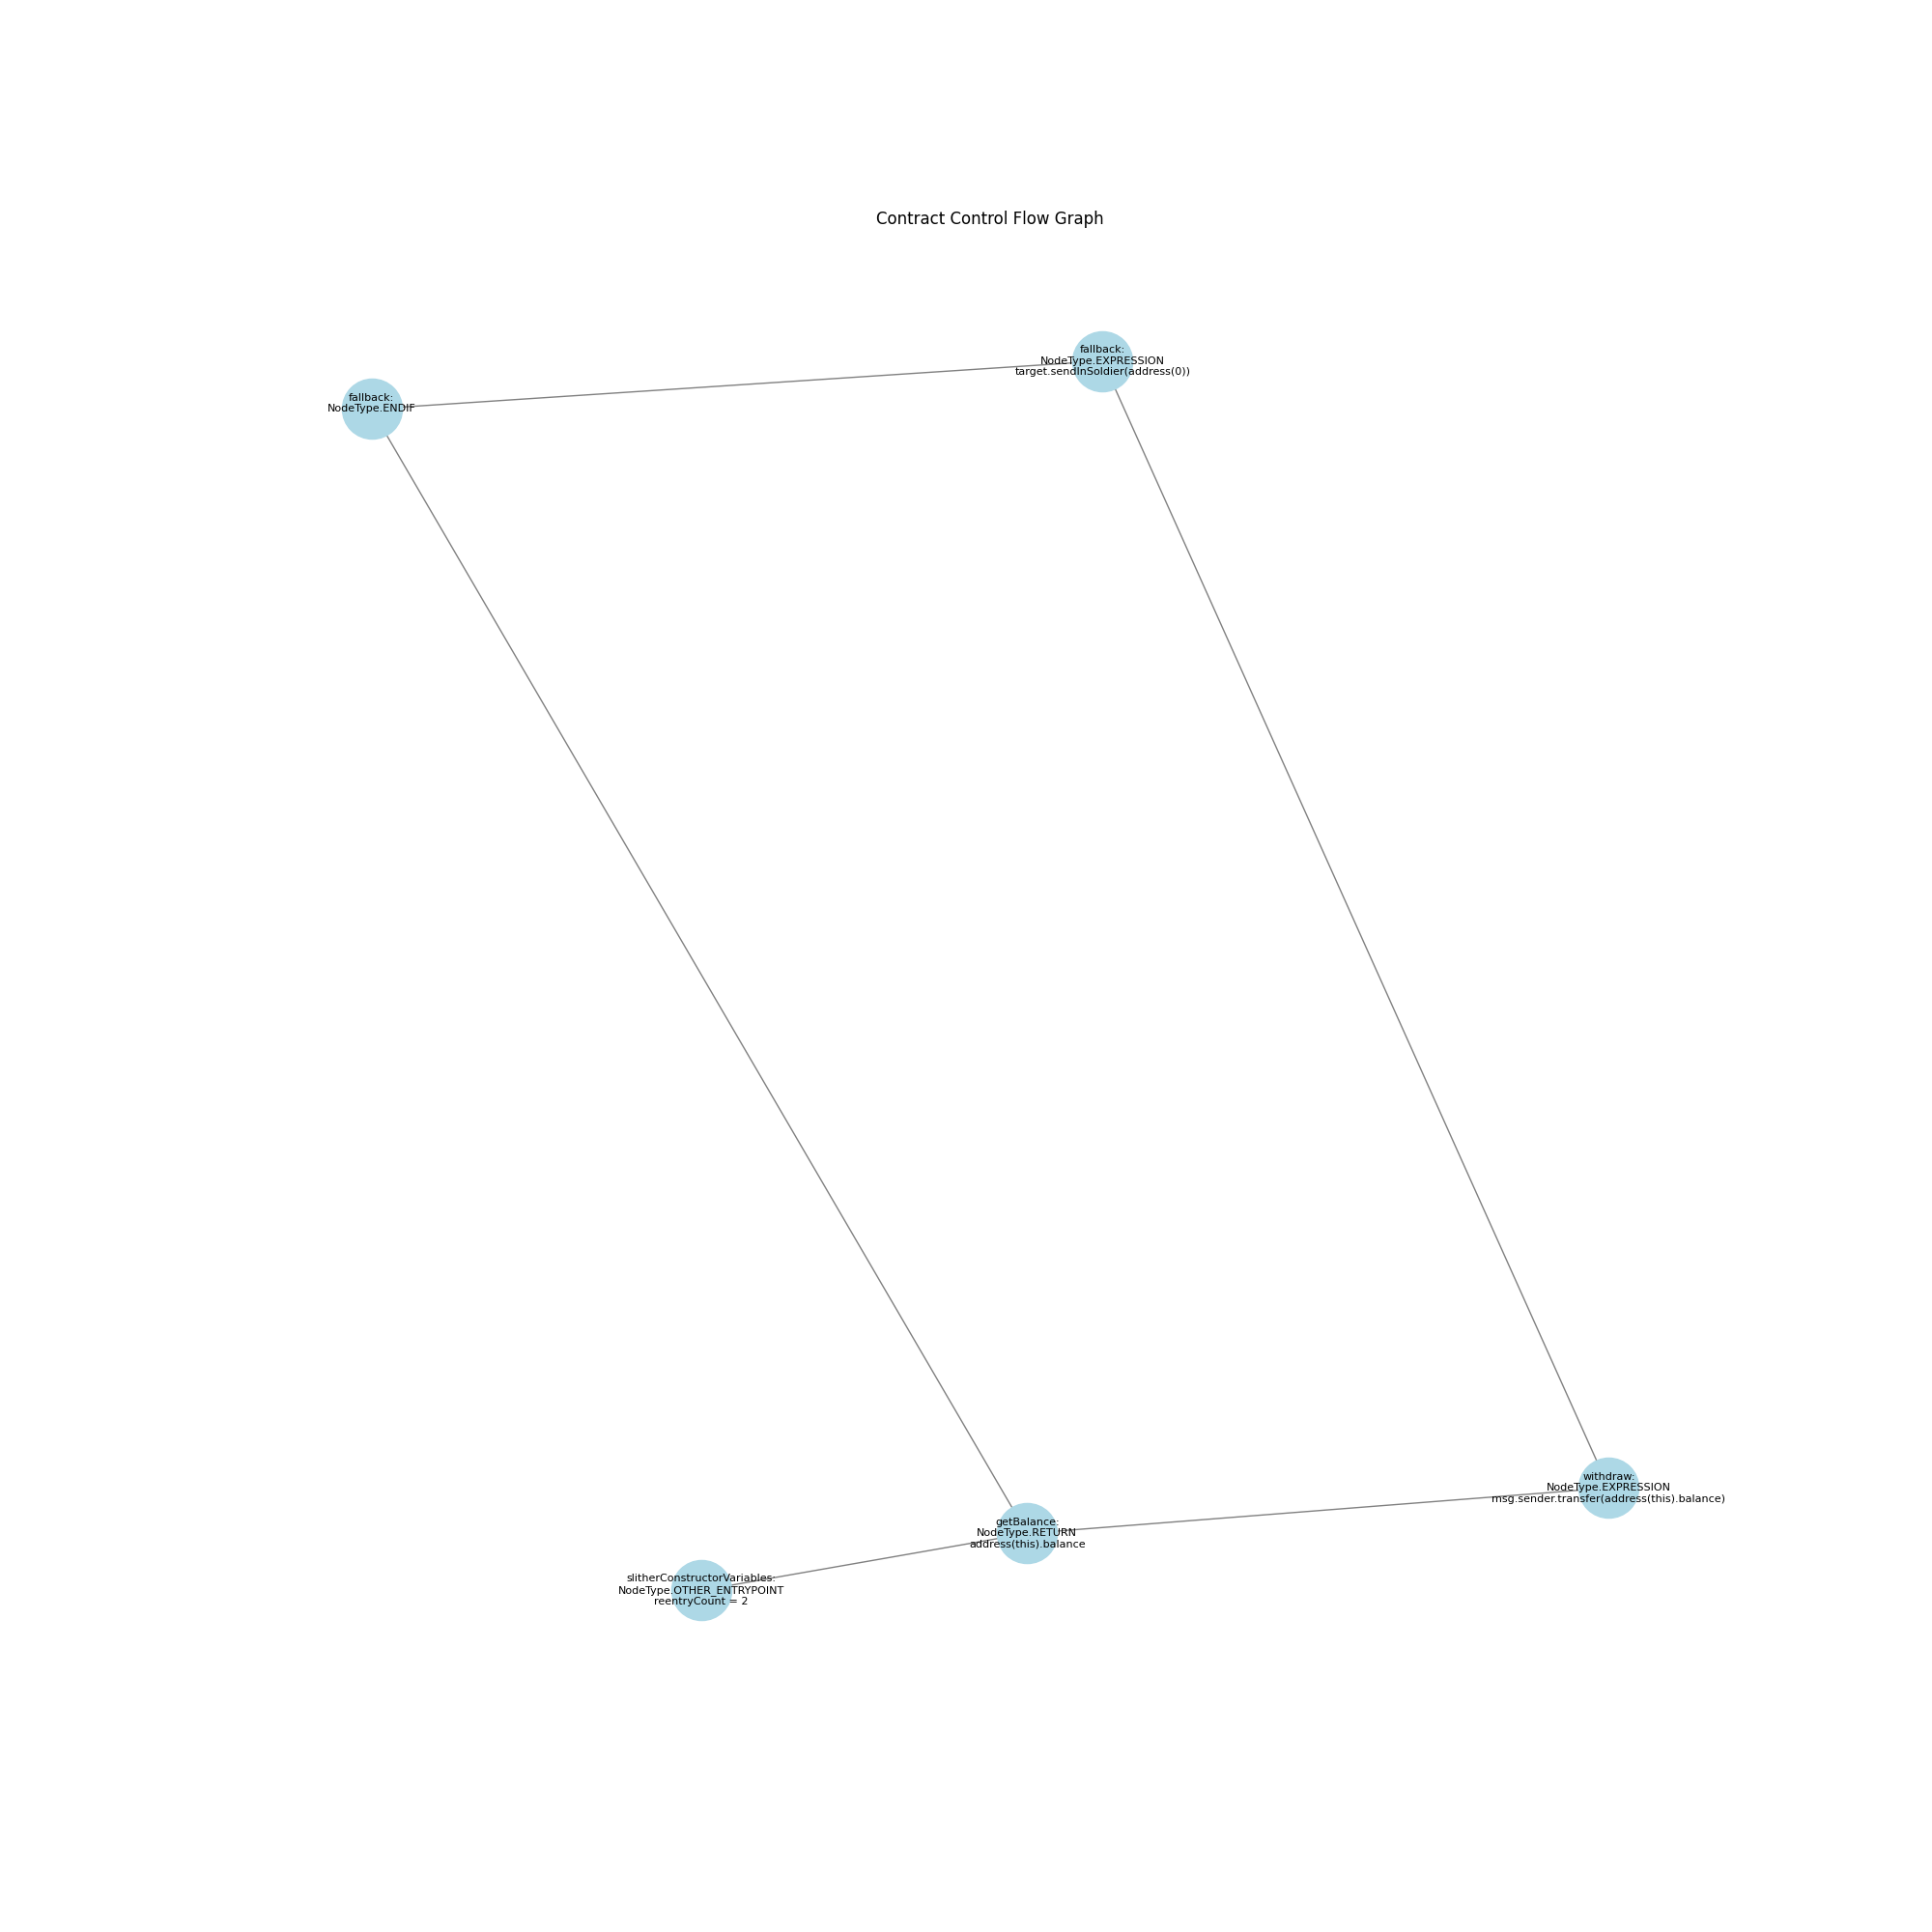 Contract Control Flow Graph
fallback:
NodeType.EXPRESSION
target.sendInSoldier(address(0))
fallback:
NodeType.ENDIF
withdraw:
NodeType.EXPRESSION
msg.sender.transfer(address(this).balance)
getBalance:
NodeType.RETURN
address(this).balance
slitherConstructorVariables:
NodeType.OTHER_ENTRYPOINT
reentryCount = 2